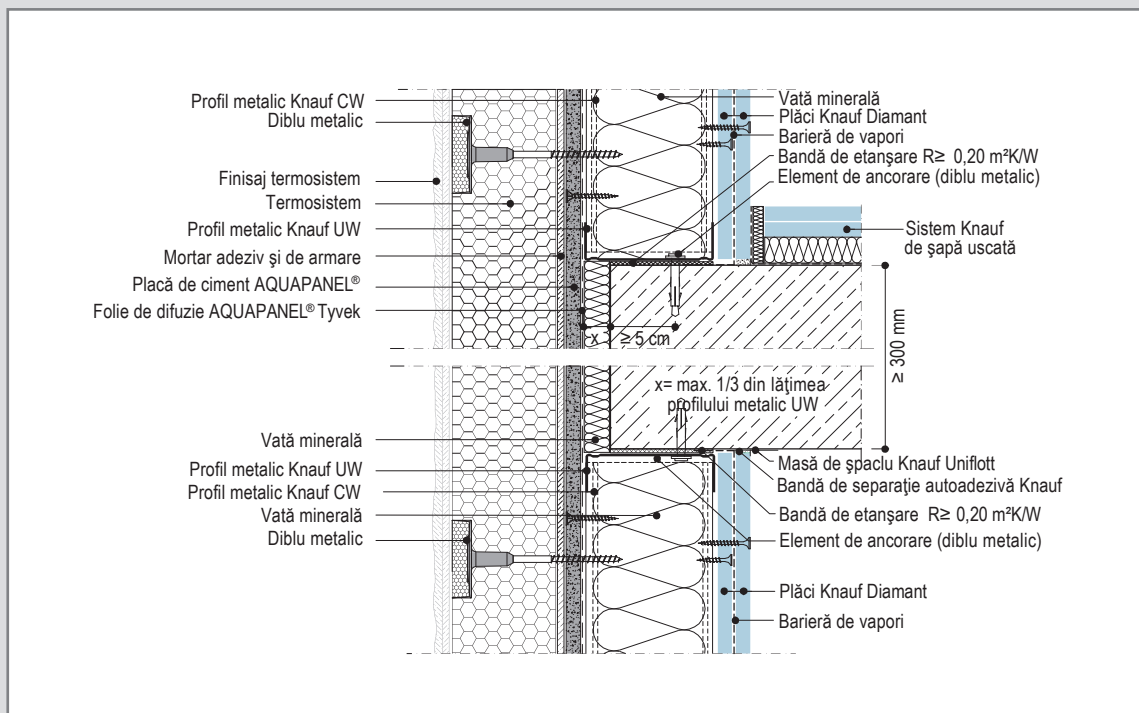 Profil metalic Knauf CW
Diblu metalic
Finisaj termosistem
Termosistem
Profil metalic Knauf UW
Mortar adeziv şi de armare
Placă de ciment AQUAPANEL®
Folie de difuzie AQUAPANEL® Tyvek
Vată minerală
Profil metalic Knauf UW
Profil metalic Knauf CW
Vată minerală
Diblu metalic
x ≥ 5 cm
x= max. 1/3 din lăţimea
profilului metalic UW
Vată minerală
Plăci Knauf Diamant
Barieră de vapori
Bandă de etanşare R≥ 0,20 m²K/W
Element de ancorare (diblu metalic)
Sistem Knauf
de şapă uscată
≥ 300 mm
Masă de şpaclu Knauf Uniflott
Bandă de separaţie autoadezivă Knauf
Bandă de etanşare R≥ 0,20 m²K/W
Element de ancorare (diblu metalic)
Plăci Knauf Diamant
Barieră de vapori